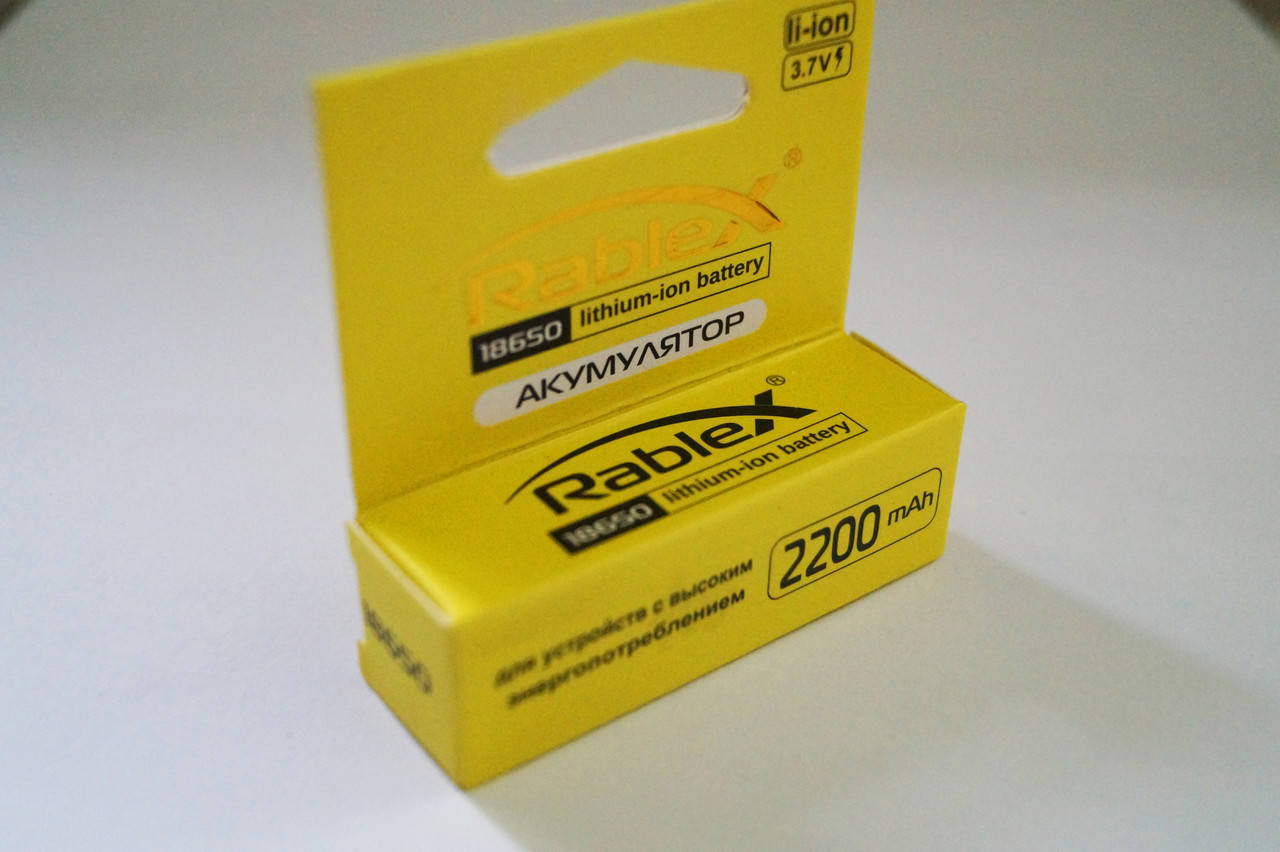 li-ion
3.7V
Rablex®
18650 lithium-ion battery
АКУМУЛЯТОР
Rablex®
18650 lithium-ion battery
2200 mAh
для устройств с высоким
энергопотреблением
18650